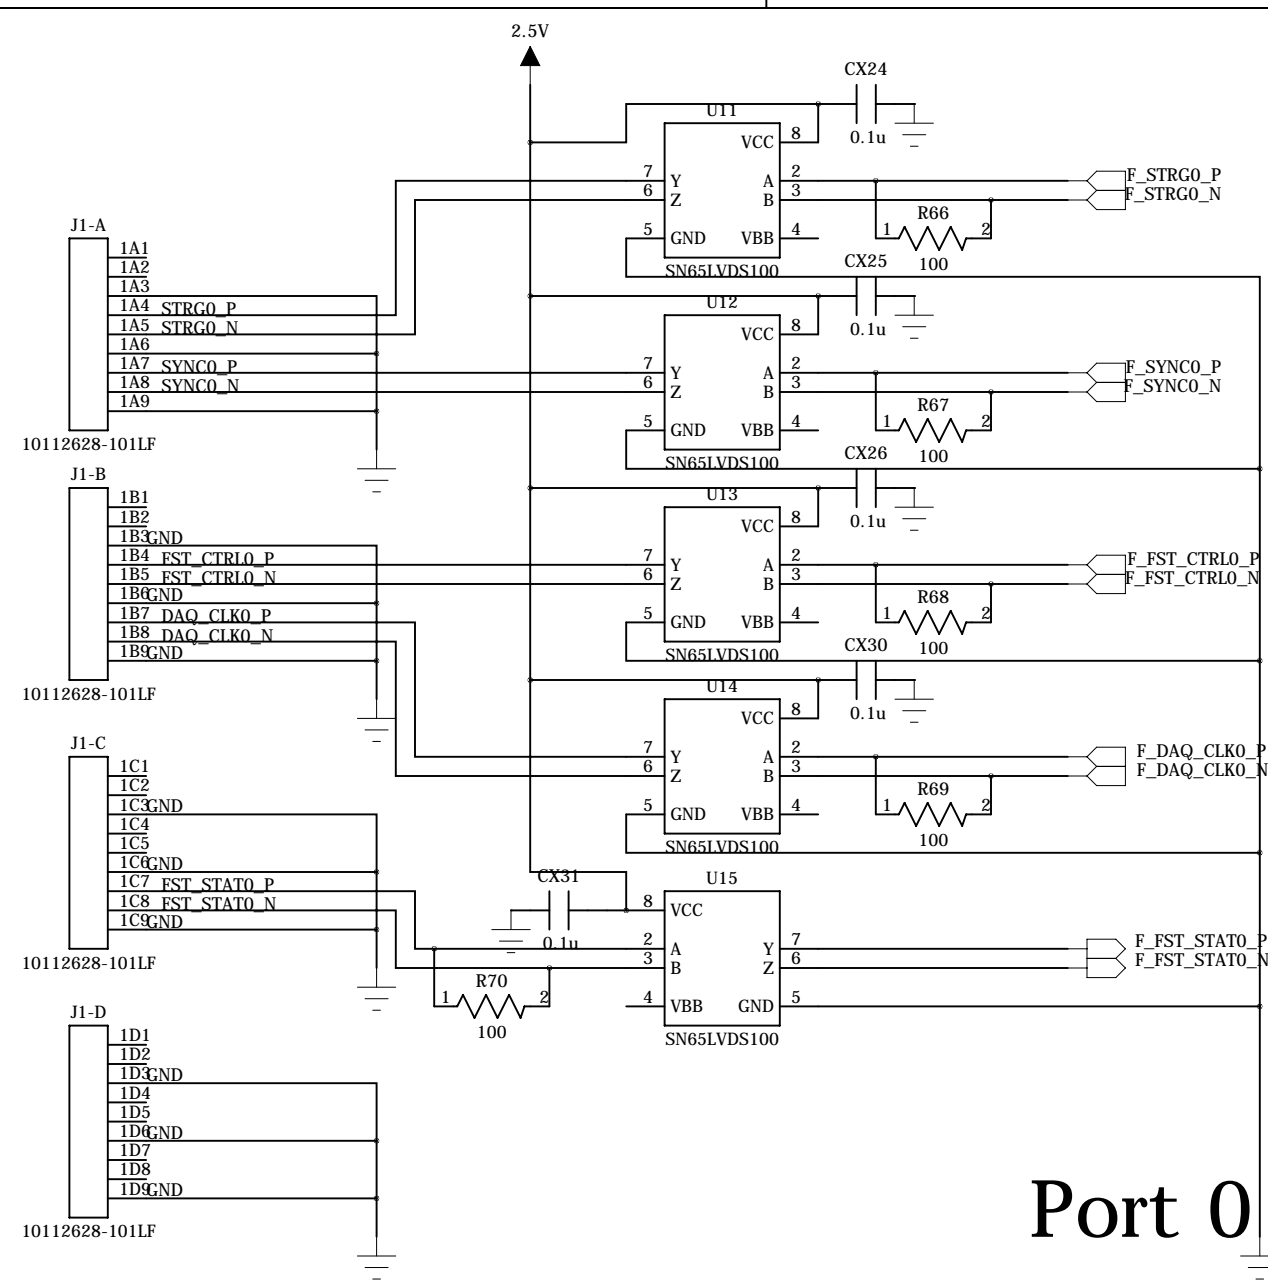 2.5V
CX24
0.1u
U11
VCC 8
7 Y A 2
6 Z B 3
5 GND VBB 4
SN65LVDS100
F_STRG0_P
F_STRG0_N
R66
1 2
100
CX25
0.1u
U12
VCC 8
7 Y A 2
6 Z B 3
5 GND VBB 4
SN65LVDS100
F_SYNC0_P
F_SYNC0_N
R67
1 2
100
CX26
0.1u
U13
VCC 8
7 Y A 2
6 Z B 3
5 GND VBB 4
SN65LVDS100
F_FST_CTRL0_P
F_FST_CTRL0_N
R68
1 2
100
CX30
0.1u
U14
VCC 8
7 Y A 2
6 Z B 3
5 GND VBB 4
SN65LVDS100
F_DAQ_CLK0_P
F_DAQ_CLK0_N
R69
1 2
100
CX31
0.1u
U15
8 VCC
2 A Y 7
3 B Z 6
4 VBB GND 5
SN65LVDS100
F_FST_STAT0_P
F_FST_STAT0_N
R70
1 2
100
J1-A
1A1
1A2
1A3
1A4 STRG0_P
1A5 STRG0_N
1A6
1A7 SYNC0_P
1A8 SYNC0_N
1A9
10112628-101LF
J1-B
1B1
1B2
1B3 GND
1B4 FST_CTRL0_P
1B5 FST_CTRL0_N
1B6 GND
1B7 DAQ_CLK0_P
1B8 DAQ_CLK0_N
1B9 GND
10112628-101LF
J1-C
1C1
1C2
1C3 GND
1C4
1C5
1C6 GND
1C7 FST_STAT0_P
1C8 FST_STAT0_N
1C9 GND
10112628-101LF
J1-D
1D1
1D2
1D3 GND
1D4
1D5
1D6 GND
1D7
1D8
1D9 GND
10112628-101LF
Port 0